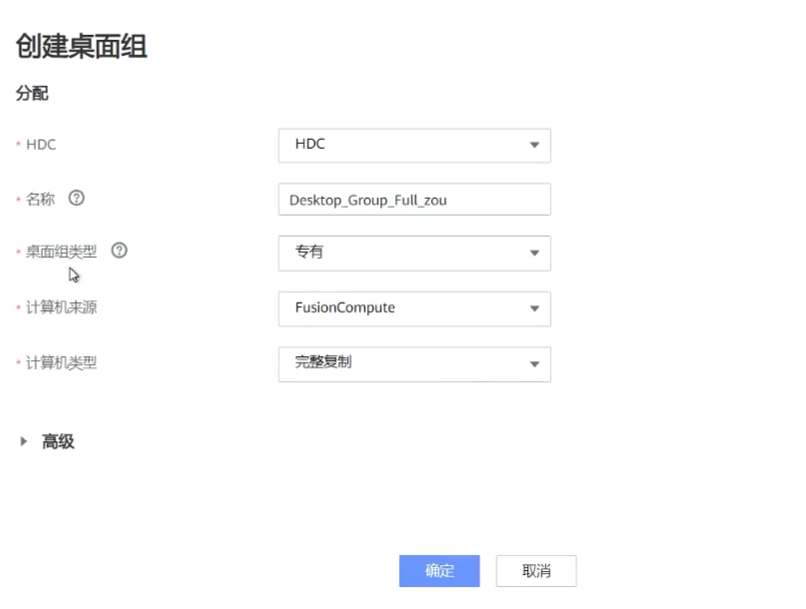 创建桌面组
分配
* HDC HDC
* 名称 ? Desktop_Group_Full_zou
* 桌面组类型 ? 专有
* 计算机来源 FusionCompute
* 计算机类型 完整复制
高级
确定 取消